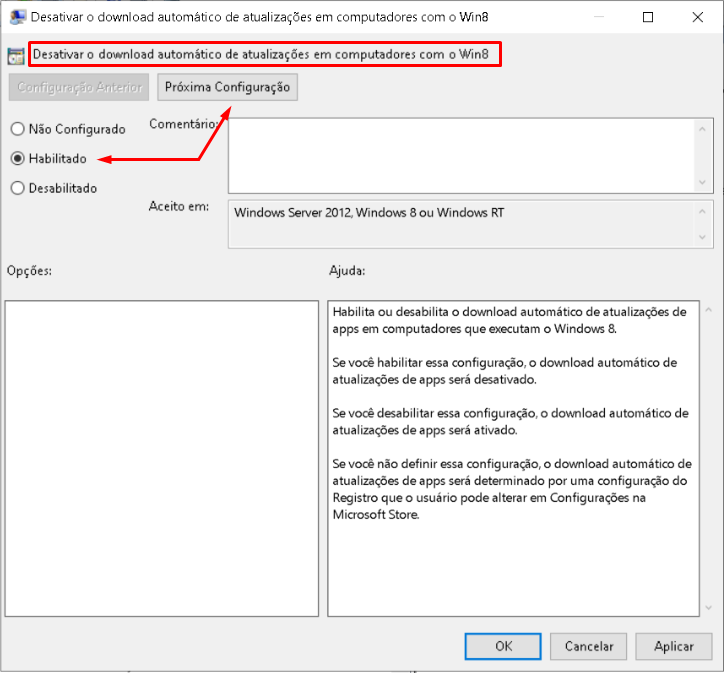 Desativar o download automático de atualizações em computadores com o Win8
Desativar o download automático de atualizações em computadores com o Win8
Configuração Anterior
Próxima Configuração
Não Configurado
Habilitado
Desabilitado
Comentário:
Aceito em:
Windows Server 2012, Windows 8 ou Windows RT
Opções:
Ajuda:
Habilita ou desabilita o download automático de atualizações de
apps em computadores que executam o Windows 8.
Se você habilitar essa configuração, o download automático de
atualizações de apps será desativado.
Se você desabilitar essa configuração, o download automático de
atualizações de apps será ativado.
Se você não definir essa configuração, o download automático de
atualizações de apps será determinado por uma configuração do
Registro que o usuário pode alterar em Configurações na
Microsoft Store.
OK
Cancelar
Aplicar